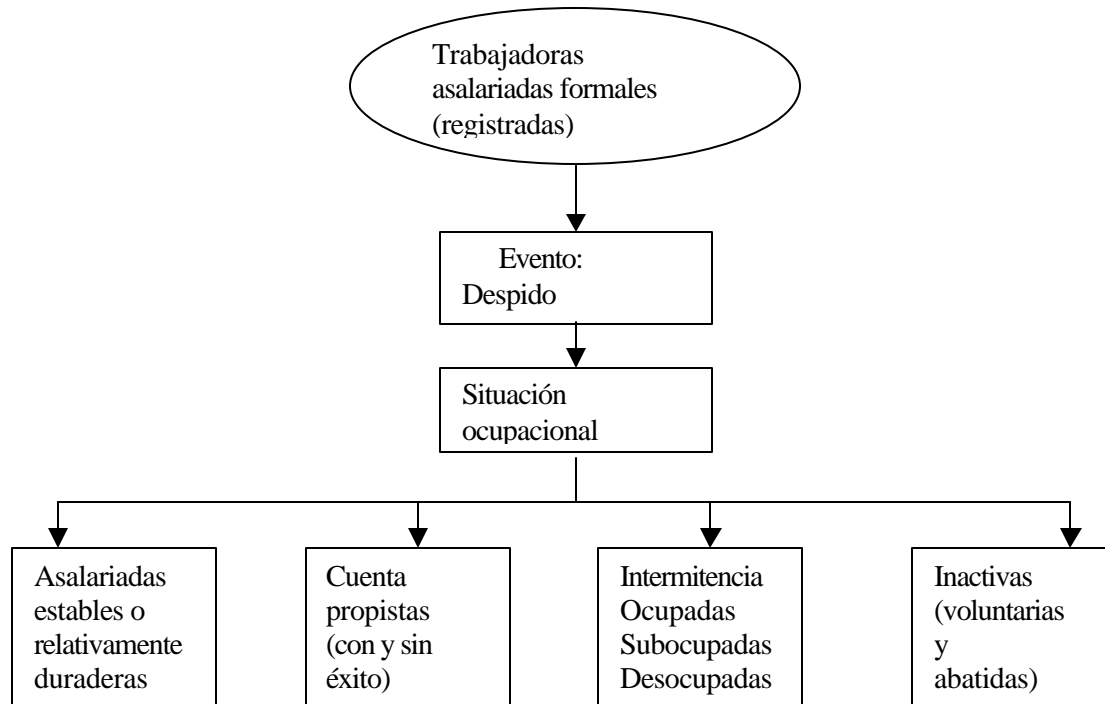 Trabajadoras
asalariadas formales
(registradas)
Evento:
Despido
Situación
ocupacional
Asalariadas
estables o
relativamente
duraderas
Cuenta
propistas
(con y sin
éxito)
Intermitencia
Ocupadas
Subocupadas
Desocupadas
Inactivas
(voluntarias
y
abatidas)